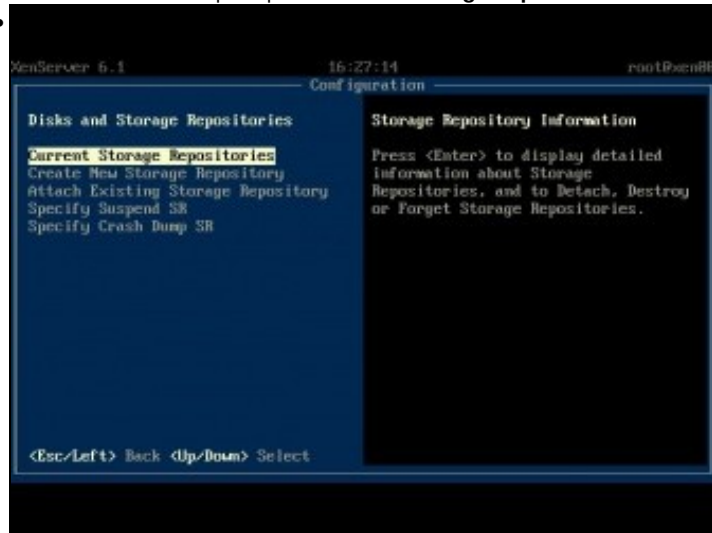 XenServer 6.1 16:27:14 root@xen00
Configuration
Disks and Storage Repositories
Current Storage Repositories
Create New Storage Repository
Attach Existing Storage Repository
Specify Suspend SR
Specify Crash Dump SR
<Esc/Left> Back <Up/Down> Select
Storage Repository Information
Press <Enter> to display detailed
information about Storage
Repositories, and to Detach, Destroy
or Forget Storage Repositories.